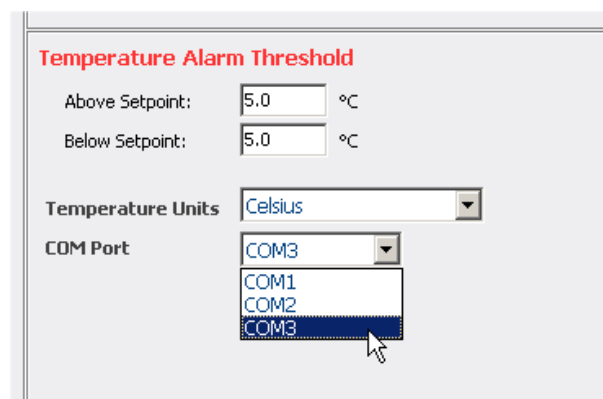 Temperature Alarm Threshold
Above Setpoint: 5.0 °C
Below Setpoint: 5.0 °C
Temperature Units Celsius
COM Port COM3
COM1
COM2
COM3